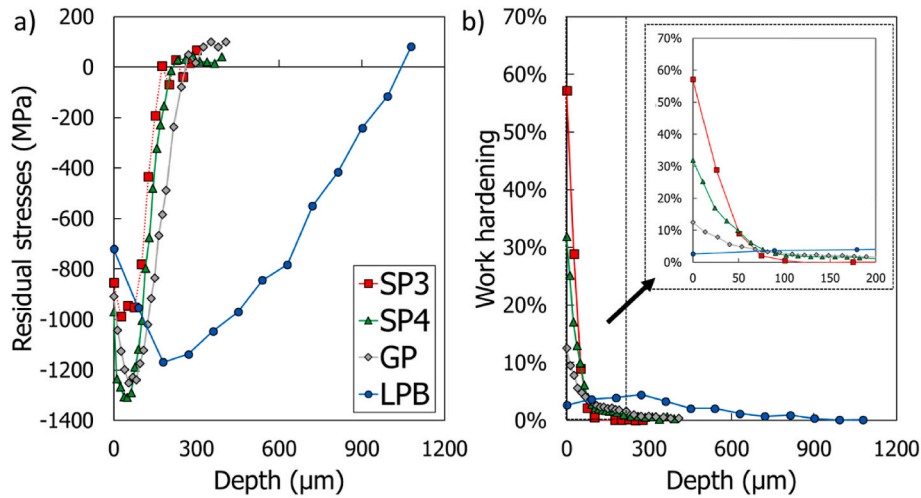 a)
Residual stresses (MPa)
200
0
-200
-400
-600
-800
-1000
-1200
-1400
0 300 600 900 1200
Depth (µm)
SP3
SP4
GP
LPB
b)
Work hardening
70%
60%
50%
40%
30%
20%
10%
0%
0 300 600 900 1200
Depth (µm)
70%
60%
50%
40%
30%
20%
10%
0%
0 50 100 150 200